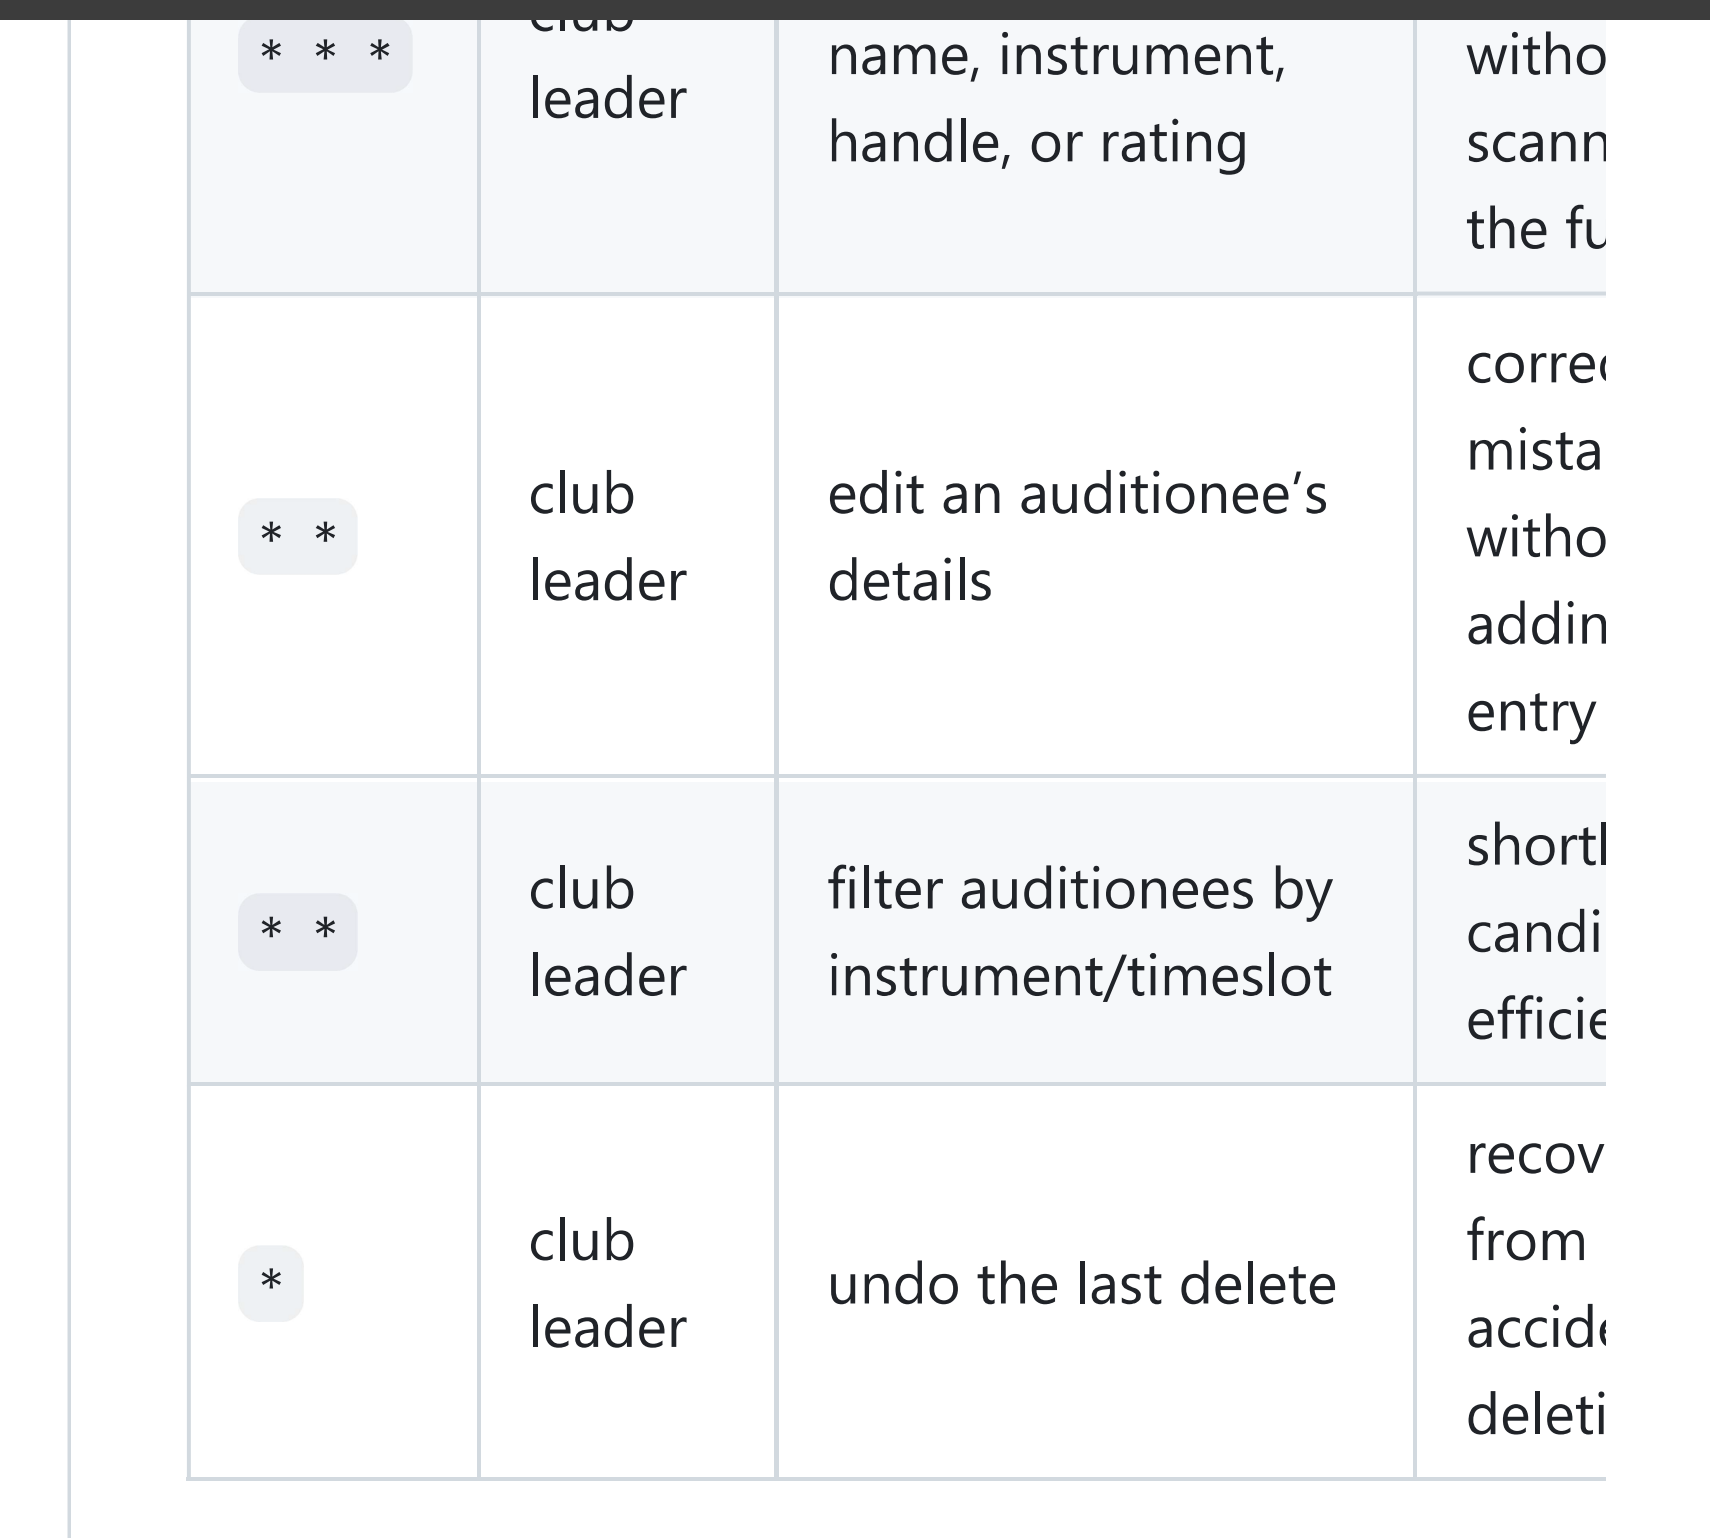 * * *
club
leader
name, instrument,
handle, or rating
witho
scann
the fu
* *
club
leader
edit an auditionee’s
details
correc
mista
witho
addin
entry
* *
club
leader
filter auditionees by
instrument/timeslot
shortl
candi
efficie
*
club
leader
undo the last delete
recov
from
accide
deleti